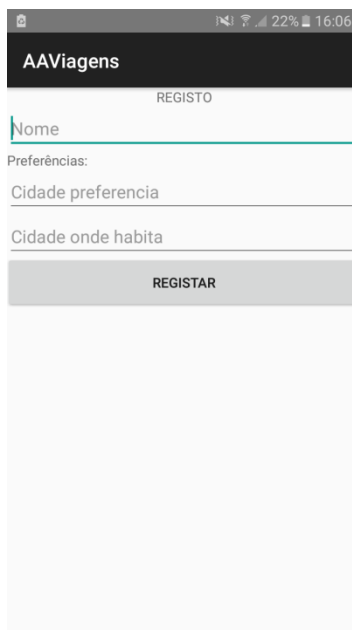 22% 16:06
AAViagens
REGISTO
Nome
Preferências:
Cidade preferencia
Cidade onde habita
REGISTAR